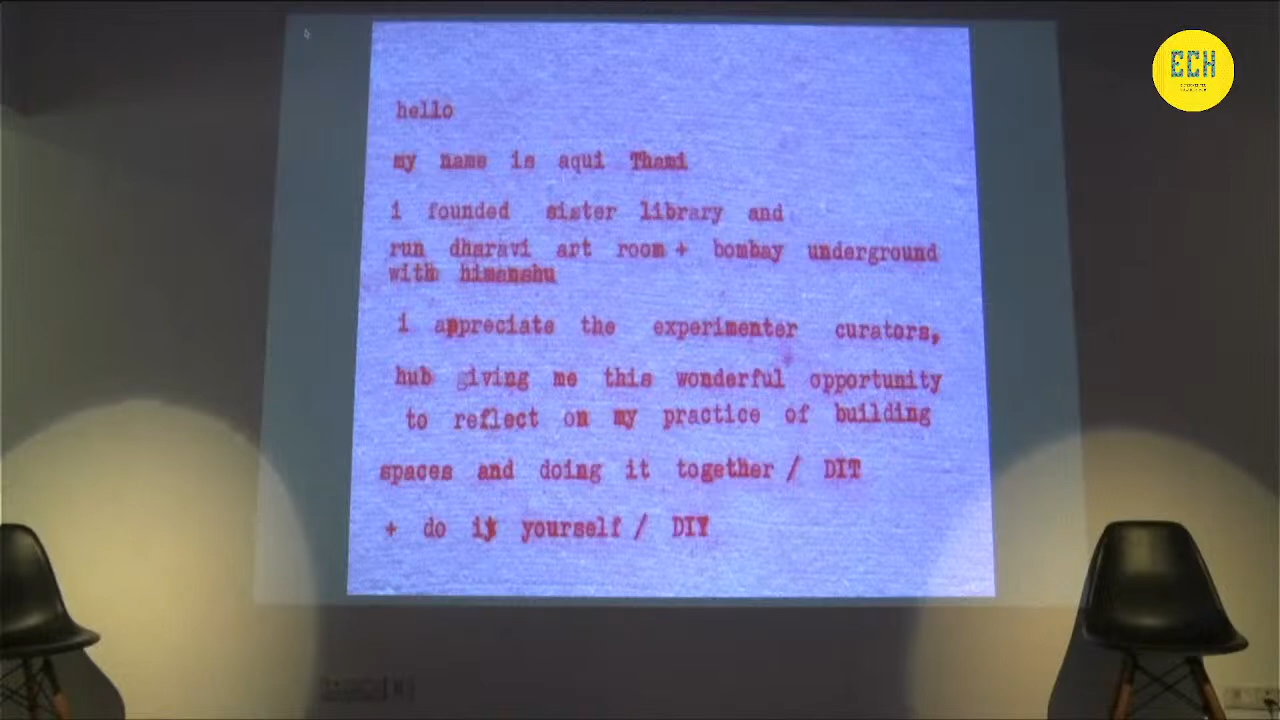 hello
my name is aqui Thami
i founded sister library and
run dharavi art room + bombay underground
with himanshu
i appreciate the experimenter curators,
hub giving me this wonderful opportunity
to reflect on my practice of building
spaces and doing it together / DIT
+ do it yourself / DIY
ECH